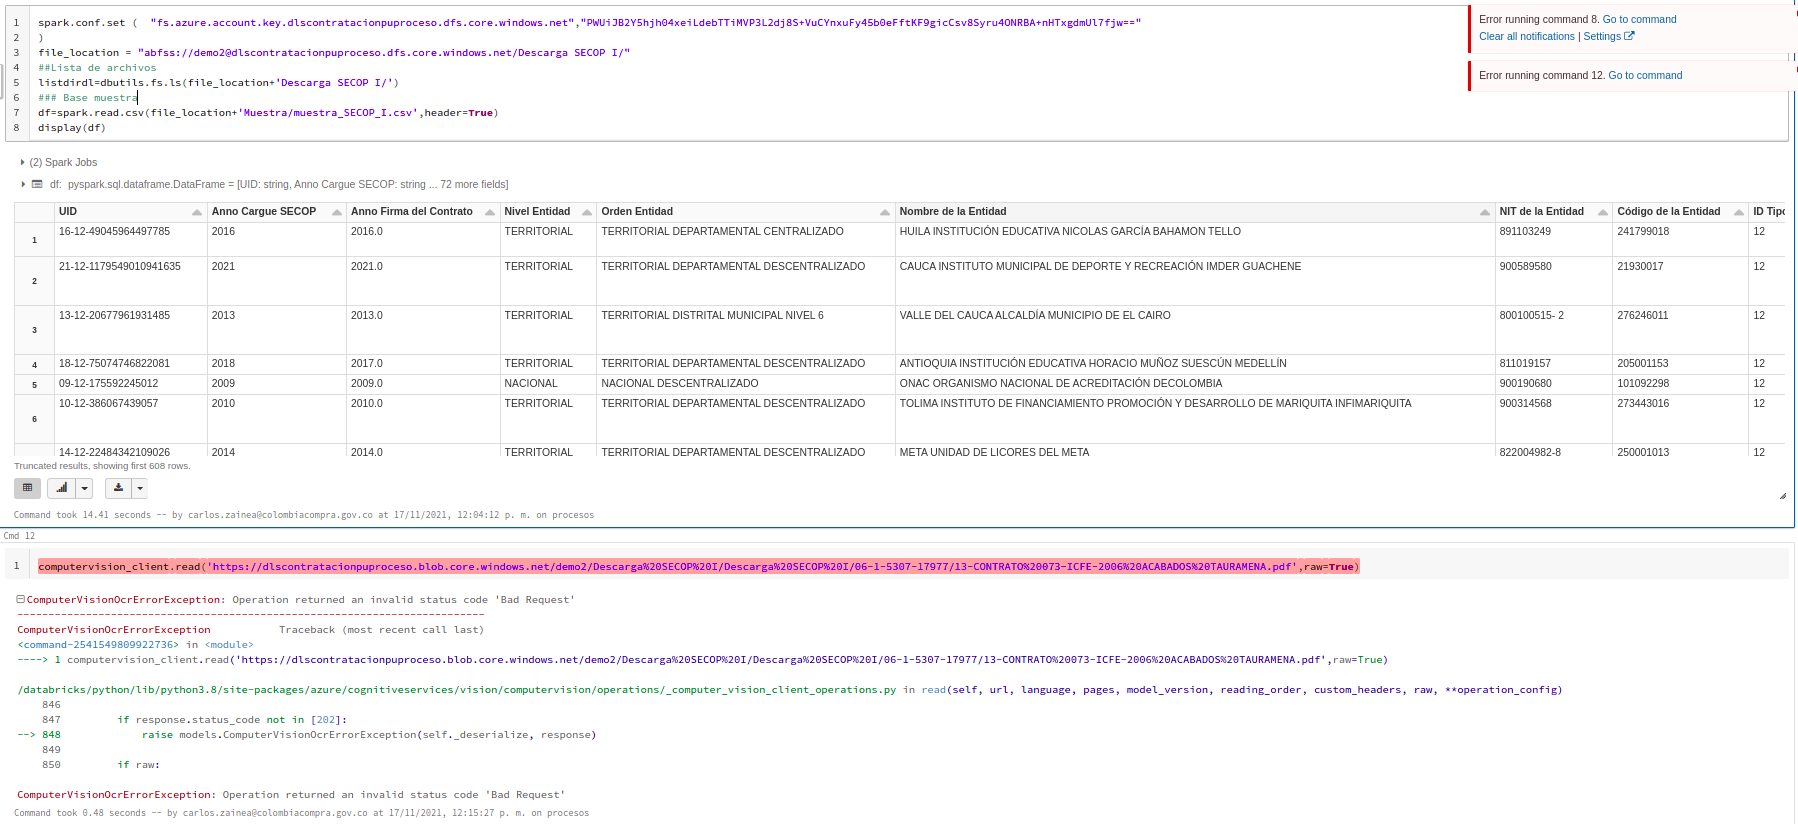 1 spark.conf.set ( "fs.azure.account.key.dlscontratacionpuproceso.dfs.core.windows.net","PWUiJB2Y5hjh04xeiLdebTTiMVP3L2dj8S+VuCYnxuFy45b0eFftKF9gicCsv8Syru4ONRBA+nHTxgdmUl7fjw=="
2 )
3 file_location = "abfss://demo2@dlscontratacionpuproceso.dfs.core.windows.net/Descarga SECOP I/"
4 ##Lista de archivos
5 listdirdl=dbutils.fs.ls(file_location+'Descarga SECOP I/')
6 ### Base muestra
7 df=spark.read.csv(file_location+'Muestra/muestra_SECOP_I.csv',header=True)
8 display(df)
Error running command 8. Go to command
Clear all notifications | Settings
Error running command 12. Go to command
(2) Spark Jobs
df: pyspark.sql.dataframe.DataFrame = [UID: string, Anno Cargue SECOP: string ... 72 more fields]
UID Anno Cargue SECOP Anno Firma del Contrato Nivel Entidad Orden Entidad Nombre de la Entidad NIT de la Entidad Código de la Entidad ID Tipo
1 16-12-49045964497785 2016 2016.0 TERRITORIAL TERRITORIAL DEPARTAMENTAL CENTRALIZADO HUILA INSTITUCIÓN EDUCATIVA NICOLAS GARCÍA BAHAMON TELLO 891103249 241799018 12
2 21-12-1179549010941635 2021 2021.0 TERRITORIAL TERRITORIAL DEPARTAMENTAL DESCENTRALIZADO CAUCA INSTITUTO MUNICIPAL DE DEPORTE Y RECREACIÓN IMDER GUACHENE 900589580 21930017 12
3 13-12-20677961931485 2013 2013.0 TERRITORIAL TERRITORIAL DISTRITAL MUNICIPAL NIVEL 6 VALLE DEL CAUCA ALCALDÍA MUNICIPIO DE EL CAIRO 800100515- 2 276246011 12
4 18-12-75074746822081 2018 2017.0 TERRITORIAL TERRITORIAL DEPARTAMENTAL DESCENTRALIZADO ANTIOQUIA INSTITUCIÓN EDUCATIVA HORACIO MUÑOZ SUESCÚN MEDELLÍN 811019157 205001153 12
5 09-12-175592245012 2009 2009.0 NACIONAL NACIONAL DESCENTRALIZADO ONAC ORGANISMO NACIONAL DE ACREDITACIÓN DECOLOMBIA 900190680 101092298 12
6 10-12-386067439057 2010 2010.0 TERRITORIAL TERRITORIAL DEPARTAMENTAL DESCENTRALIZADO TOLIMA INSTITUTO DE FINANCIAMIENTO PROMOCIÓN Y DESARROLLO DE MARIQUITA INFIMARIQUITA 900314568 273443016 12
14-12-22484342109026 2014 2014.0 TERRITORIAL TERRITORIAL DEPARTAMENTAL DESCENTRALIZADO META UNIDAD DE LICORES DEL META 822004982-8 250001013 12
Truncated results, showing first 608 rows.
Command took 14.41 seconds -- by carlos.zainea@colombiacompra.gov.co at 17/11/2021, 12:04:12 p. m. on procesos
Cmd 12
1 computervision_client.read('https://dlscontratacionpuproceso.blob.core.windows.net/demo2/Descarga%20SECOP%20I/Descarga%20SECOP%20I/06-1-5307-17977/13-CONTRATO%20073-ICFE-2006%20ACABADOS%20TAURAMENA.pdf',raw=True)
ComputerVisionOcrErrorException: Operation returned an invalid status code 'Bad Request'
---------------------------------------------------------------------------
ComputerVisionOcrErrorException Traceback (most recent call last)
<command-2541549809922736> in <module>
----> 1 computervision_client.read('https://dlscontratacionpuproceso.blob.core.windows.net/demo2/Descarga%20SECOP%20I/Descarga%20SECOP%20I/06-1-5307-17977/13-CONTRATO%20073-ICFE-2006%20ACABADOS%20TAURAMENA.pdf',raw=True)
/databricks/python/lib/python3.8/site-packages/azure/cognitiveservices/vision/computervision/operations/_computer_vision_client_operations.py in read(self, url, language, pages, model_version, reading_order, custom_headers, raw, **operation_config)
846
847 if response.status_code not in [202]:
--> 848 raise models.ComputerVisionOcrErrorException(self._deserialize, response)
849
850 if raw:
ComputerVisionOcrErrorException: Operation returned an invalid status code 'Bad Request'
Command took 0.48 seconds -- by carlos.zainea@colombiacompra.gov.co at 17/11/2021, 12:15:27 p. m. on procesos